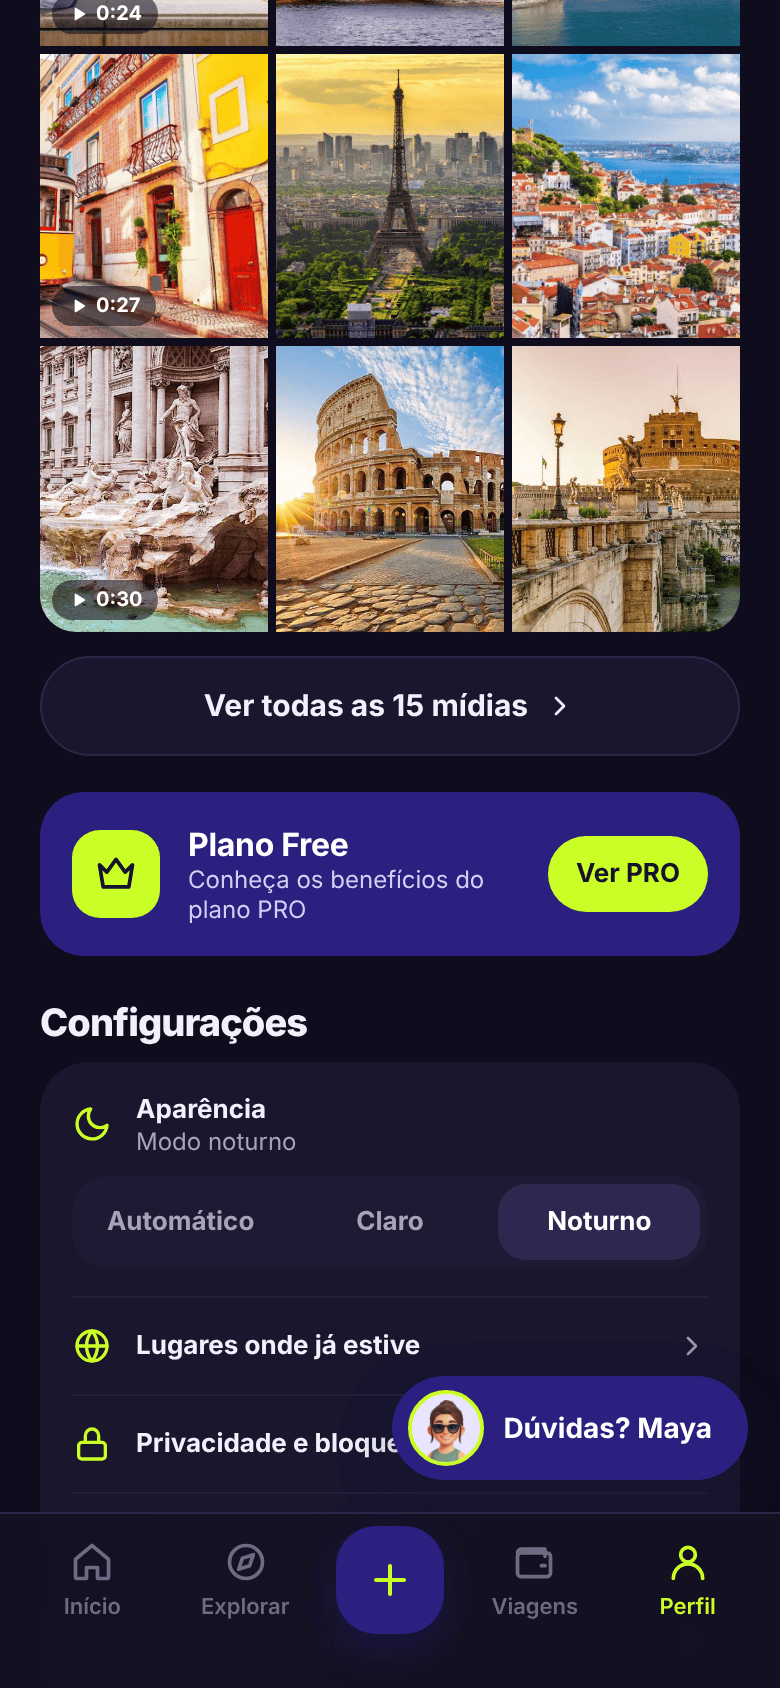 0:24
0:27
0:30
Ver todas as 15 mídias
Plano Free
Conheça os benefícios do
plano PRO
Ver PRO
Configurações
Aparência
Modo noturno
Automático
Claro
Noturno
Lugares onde já estive
Privacidade e bloque
Dúvidas? Maya
Início
Explorar
Viagens
Perfil